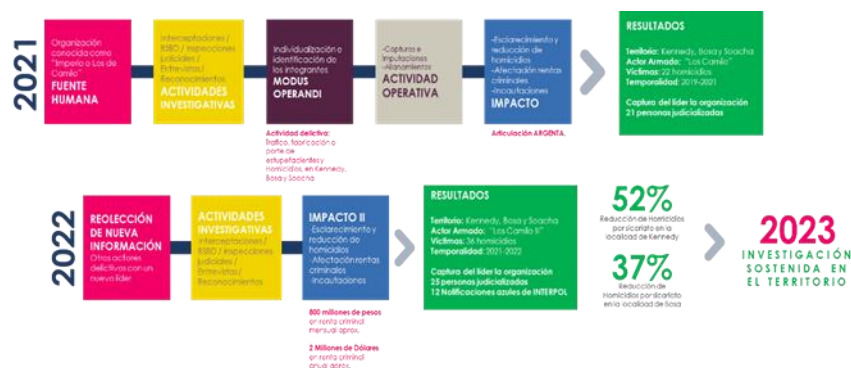 2021
Organización
conocida como
"Imperio o Los de
Camilo"
FUENTE
HUMANA
Interceptaciones /
BSBD / Inspecciones
judiciales /
Entrevistas /
Reconocimientos
ACTIVIDADES
INVESTIGATIVAS
Individualización e
identificación de
los integrantes
MODUS
OPERANDI
Actividad delictiva:
Trafico, fabricación o
porte de
estupefacientes y
Homicidios, en Kennedy,
Bosa y Soacha
-Capturas e
imputaciones
-Allanamientos
ACTIVIDAD
OPERATIVA
-Esclarecimiento y
reducción de
homicidios
-Afectación rentas
criminales.
-Incautaciones
IMPACTO
Articulación ARGENTA.
RESULTADOS
Territorio: Kennedy, Bosa y Soacha
Actor Armado: "Los Camilo"
Víctimas: 22 homicidios
Temporalidad: 2019-2021
Captura del líder la organización
21 personas judicializadas
2022
REOLECCIÓN
DE NUEVA
INFORMACIÓN
Otros actores
delictivos con un
nuevo líder
ACTIVIDADES
INVESTIGATIVAS
Interceptaciones /
BSBD / Inspecciones
judiciales /
Entrevistas /
Reconocimientos
IMPACTO II
-Esclarecimiento y
reducción de
homicidios
-Afectación rentas
criminales
-Incautaciones
800 millones de pesos
en renta criminal
mensual aprox.
2 Millones de Dólares
en renta criminal
anual aprox.
RESULTADOS
Territorio: Kennedy, Bosa y Soacha
Actor Armado: "Los Camilo II"
Víctimas: 36 homicidios
Temporalidad: 2021-2022
Captura del líder la organización
25 personas judicializadas
12 Notificaciones azules de INTERPOL
52%
Reducción de Homicidios
por sicariato en la
localidad de Kennedy
37%
Reducción de
Homicidios por sicariato
en la localidad de Bosa
2023
INVESTIGACIÓN
SOSTENIDA EN
EL TERRITORIO